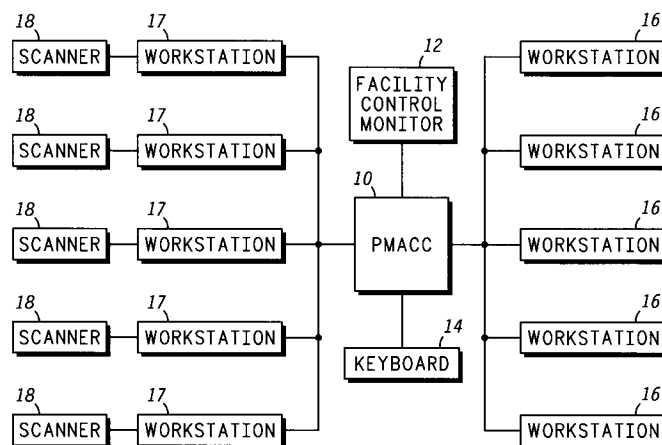 18 17 12 16
SCANNER WORKSTATION FACILITY CONTROL MONITOR WORKSTATION
18 17 16
SCANNER WORKSTATION WORKSTATION
18 17 10 16
SCANNER WORKSTATION PMACC WORKSTATION
18 17 14 16
SCANNER WORKSTATION KEYBOARD WORKSTATION
18 17 16
SCANNER WORKSTATION WORKSTATION